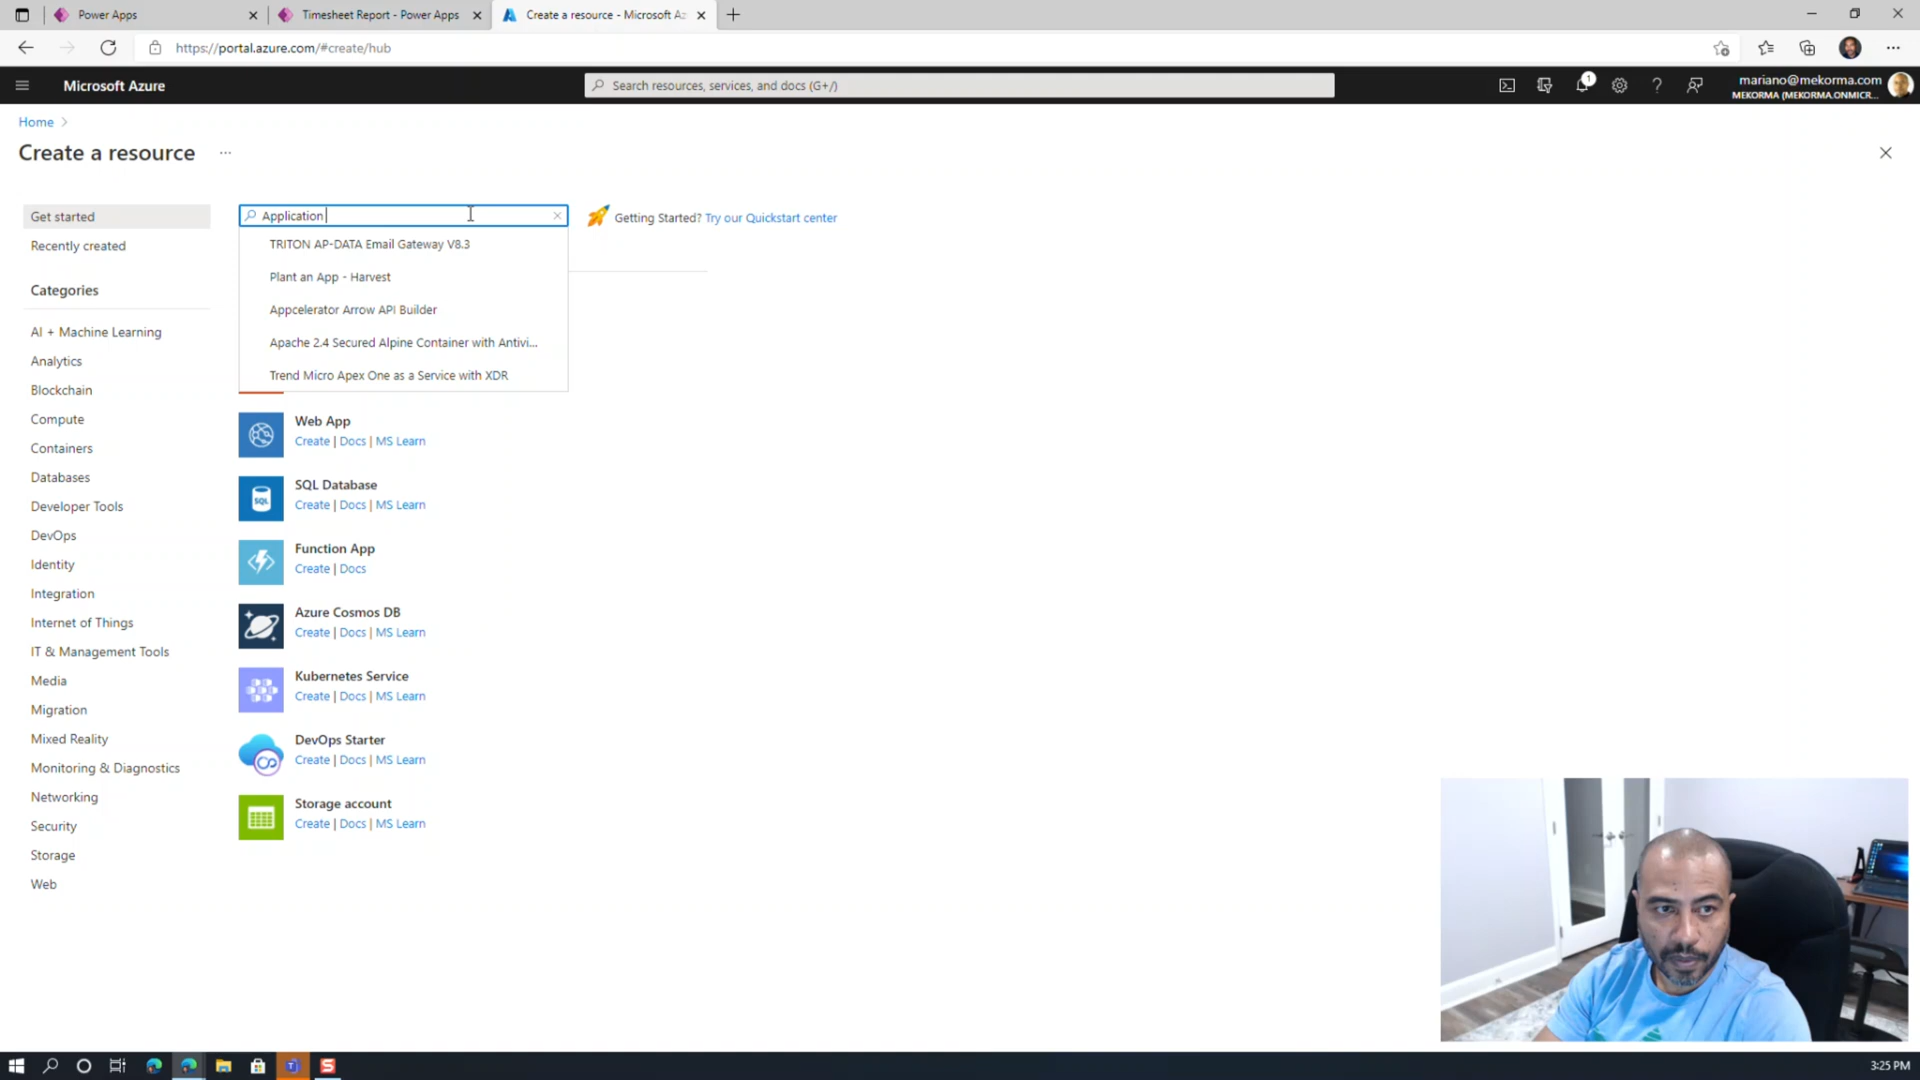 Power Apps
Timesheet Report - Power Apps
Create a resource - Microsoft Az
https://portal.azure.com/#create/hub
Microsoft Azure
Search resources, services, and docs (G+/)
1
mariano@mekorma.com
MEKORMA (MEKORMA.ONMICR...
Home
Create a resource
...
Get started
Recently created
Categories
AI + Machine Learning
Analytics
Blockchain
Compute
Containers
Databases
Developer Tools
DevOps
Identity
Integration
Internet of Things
IT & Management Tools
Media
Migration
Mixed Reality
Monitoring & Diagnostics
Networking
Security
Storage
Web
Application
Getting Started? Try our Quickstart center
TRITON AP-DATA Email Gateway V8.3
Plant an App - Harvest
Appcelerator Arrow API Builder
Apache 2.4 Secured Alpine Container with Antivi...
Trend Micro Apex One as a Service with XDR
Web App
Create | Docs | MS Learn
SQL
SQL Database
Create | Docs | MS Learn
Function App
Create | Docs
Azure Cosmos DB
Create | Docs | MS Learn
Kubernetes Service
Create | Docs | MS Learn
DevOps Starter
Create | Docs | MS Learn
Storage account
Create | Docs | MS Learn
3:25 PM